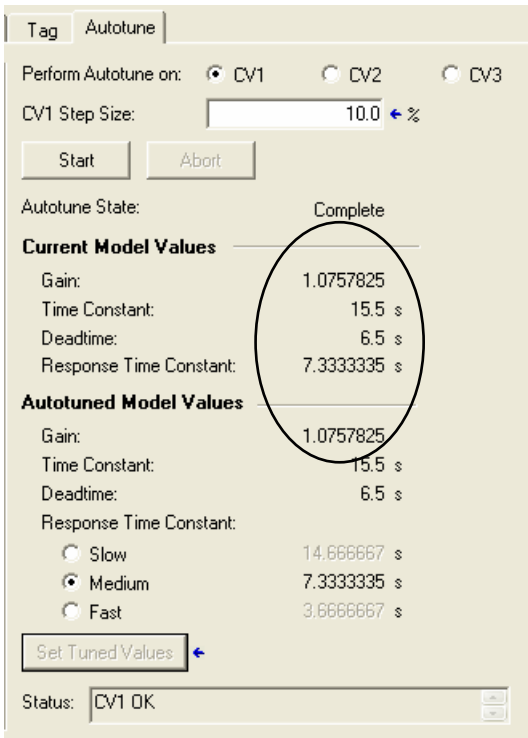 Tag Autotune
Perform Autotune on: CV1 CV2 CV3
CV1 Step Size: 10.0 %
Start Abort
Autotune State: Complete
Current Model Values
Gain: 1.0757825
Time Constant: 15.5 s
Deadtime: 6.5 s
Response Time Constant: 7.3333335 s
Autotuned Model Values
Gain: 1.0757825
Time Constant: 15.5 s
Deadtime: 6.5 s
Response Time Constant:
Slow 14.666667 s
Medium 7.3333335 s
Fast 3.6666667 s
Set Tuned Values
Status: CV1 OK